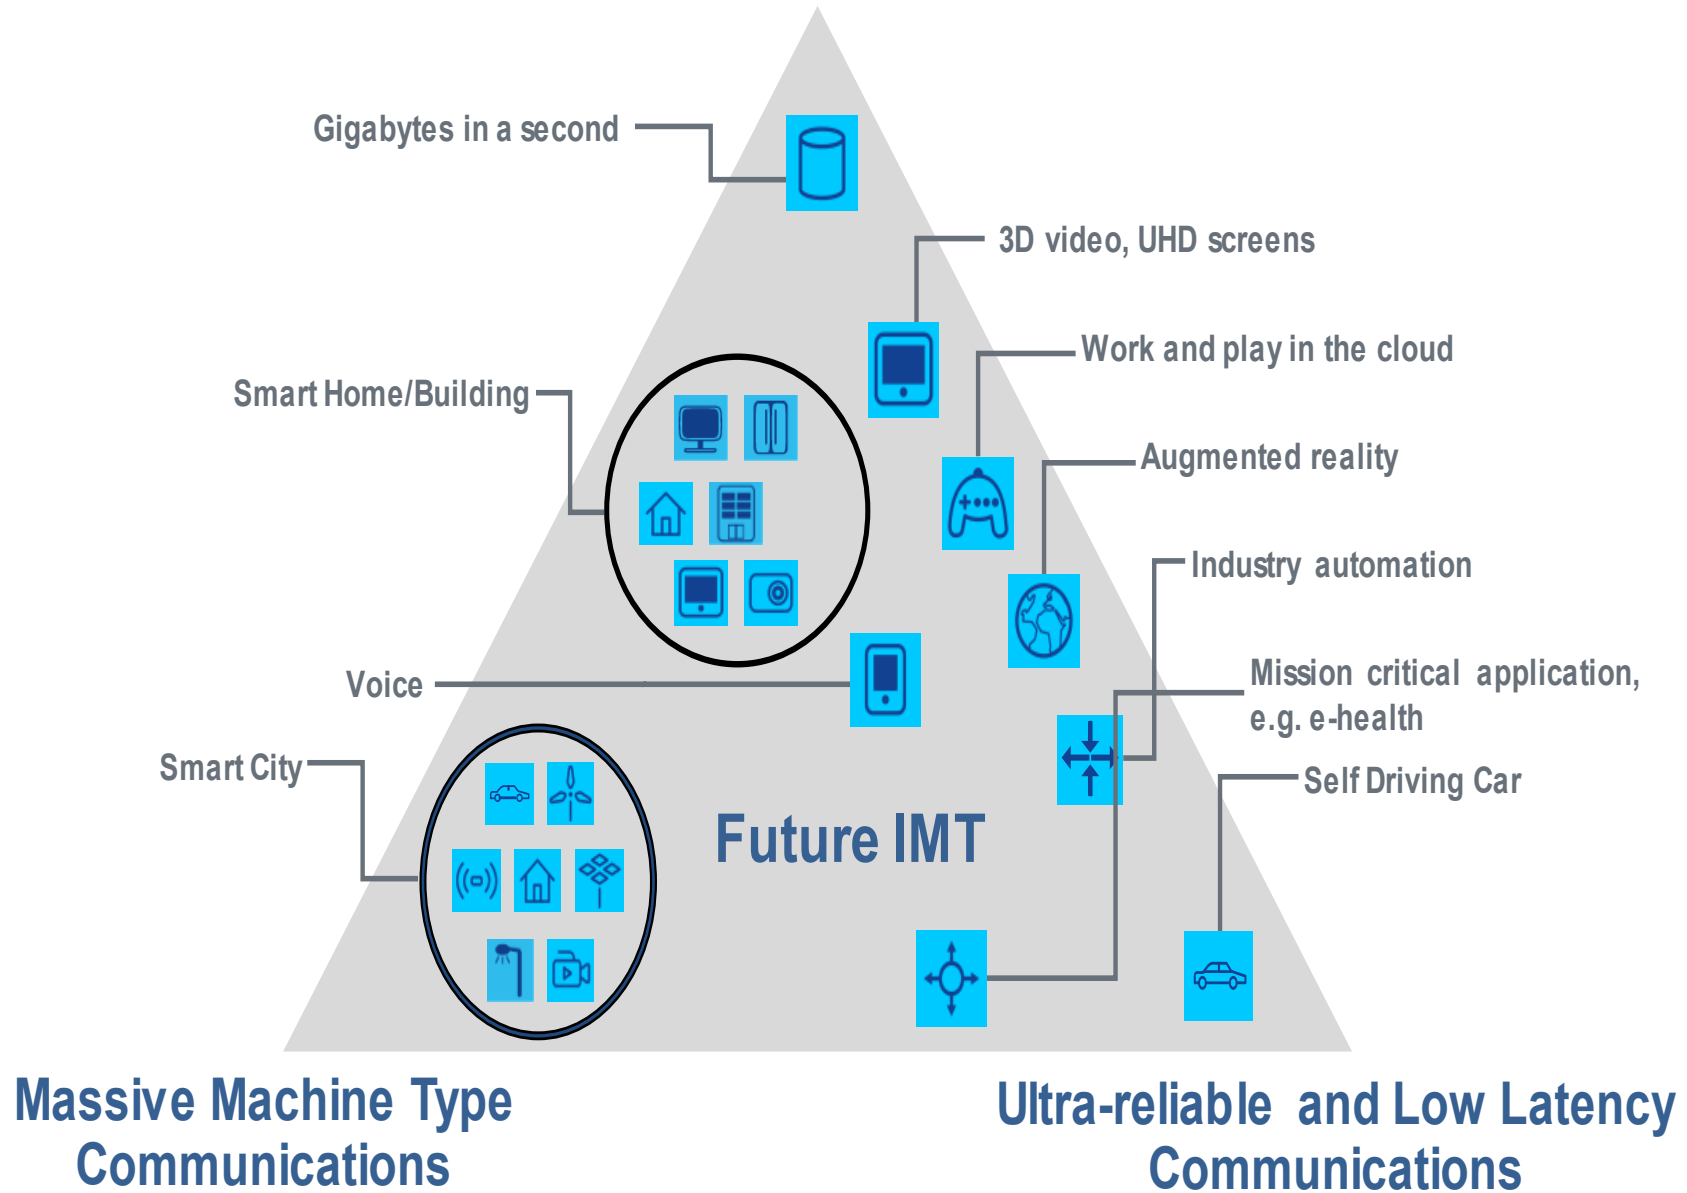 Gigabytes in a second
3D video, UHD screens
Work and play in the cloud
Smart Home/Building
Augmented reality
Industry automation
Mission critical application,
e.g. e-health
Voice
Smart City
Self Driving Car
Future IMT
Massive Machine Type
Communications
Ultra-reliable and Low Latency
Communications